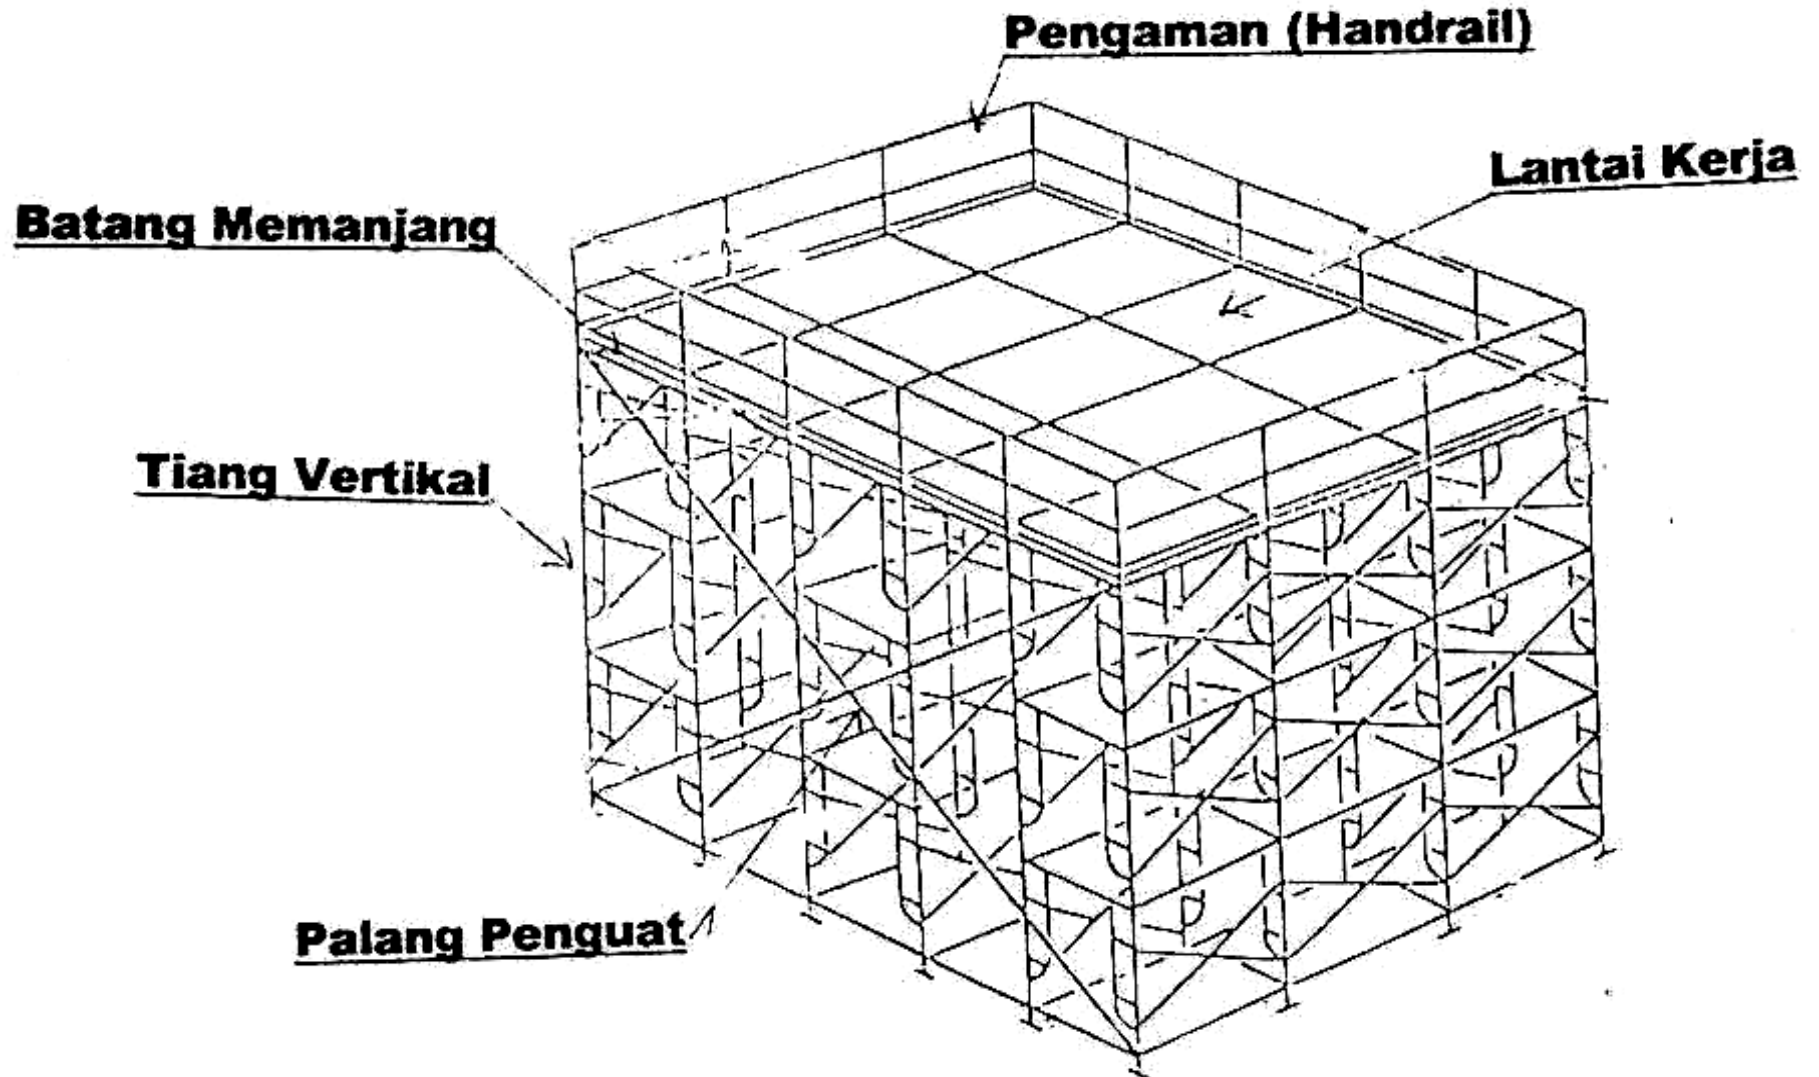 Pengaman (Handrail)
Lantai Kerja
Batang Memanjang
Tiang Vertikal
Palang Penguat